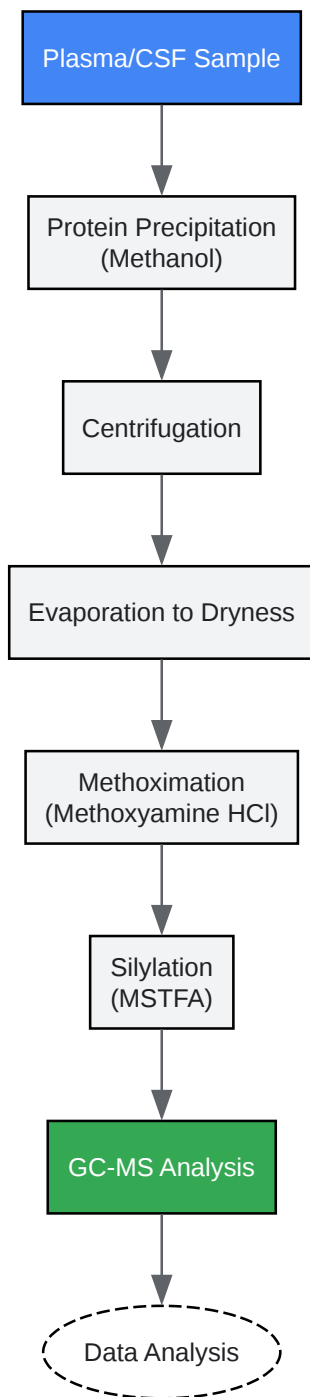 Plasma/CSF Sample
Protein Precipitation
(Methanol)
Centrifugation
Evaporation to Dryness
Methoximation
(Methoxyamine HCl)
Silylation
(MSTFA)
GC-MS Analysis
Data Analysis